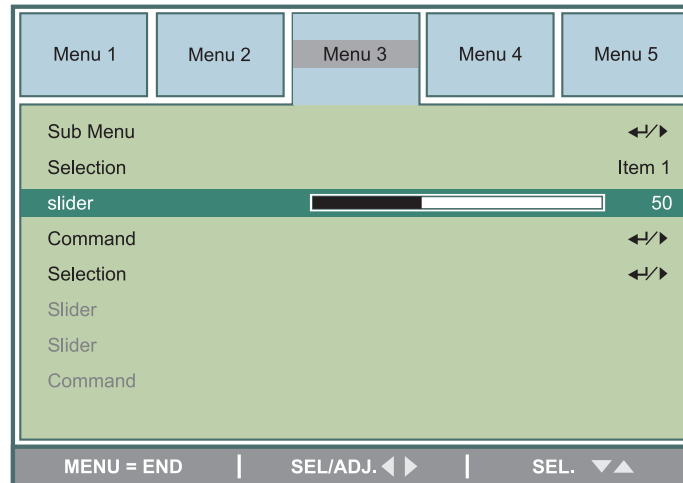 Menu 1 Menu 2 Menu 3 Menu 4 Menu 5
Sub Menu
Selection Item 1
slider 50
Command
Selection
Slider
Slider
Command
MENU = END SEL/ADJ. SEL.